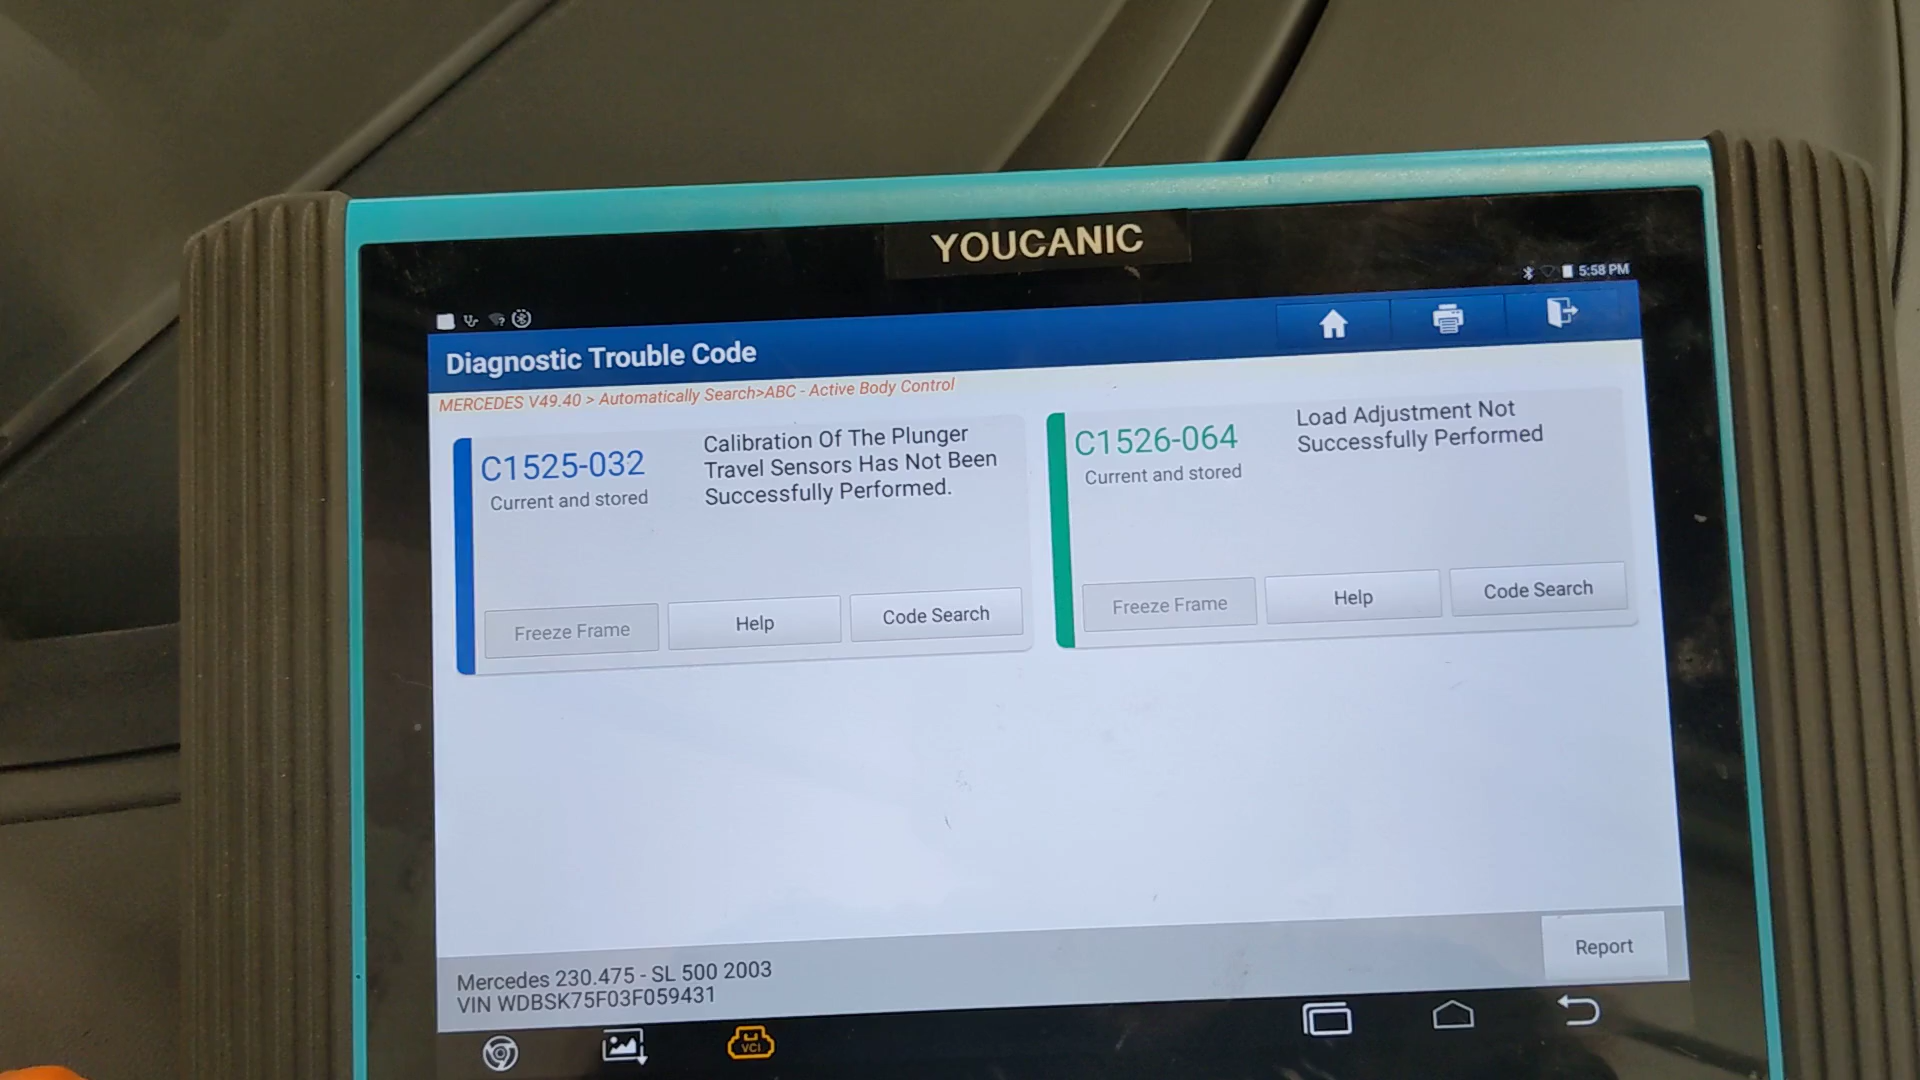 YOUCANIC
5:58 PM
Diagnostic Trouble Code
MERCEDES V49.40 > Automatically Search>ABC - Active Body Control
C1525-032
Current and stored
Calibration Of The Plunger
Travel Sensors Has Not Been
Successfully Performed.
Freeze Frame
Help
Code Search
C1526-064
Current and stored
Load Adjustment Not
Successfully Performed
Freeze Frame
Help
Code Search
Mercedes 230.475 - SL 500 2003
VIN WDBSK75F03F059431
Report
VCI